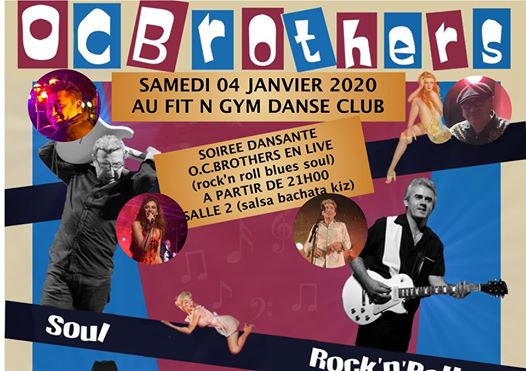 OCBrothers
SAMEDI 04 JANVIER 2020
AU FIT N GYM DANSE CLUB
SOIREE DANSANTE
O.C.BROTHERS EN LIVE
(rock'n roll blues soul)
A PARTIR DE 21H00
SALLE 2 (salsa bachata kiz)
Soul
Rock'n'Roll